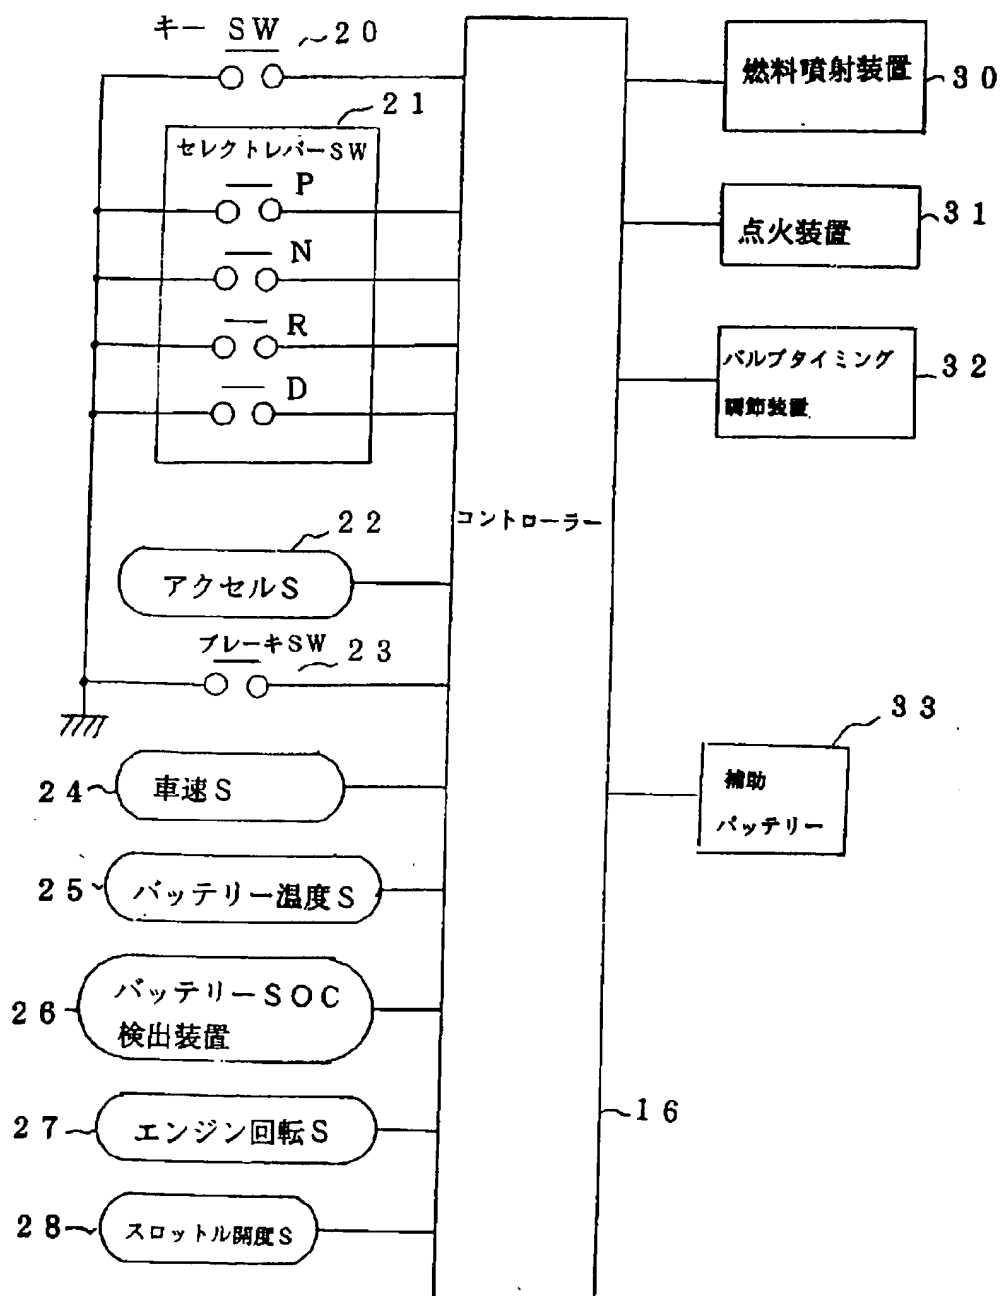 キー SW
20
21
セレクトレバーSW
P
N
R
D
22
アクセルS
ブレーキSW
23
24
車速S
25
バッテリー温度S
26
バッテリーSOC
検出装置
27
エンジン回転S
28
スロットル開度S
コントローラー
16
燃料噴射装置
30
点火装置
31
バルブタイミング
調節装置
32
33
補助
バッテリー